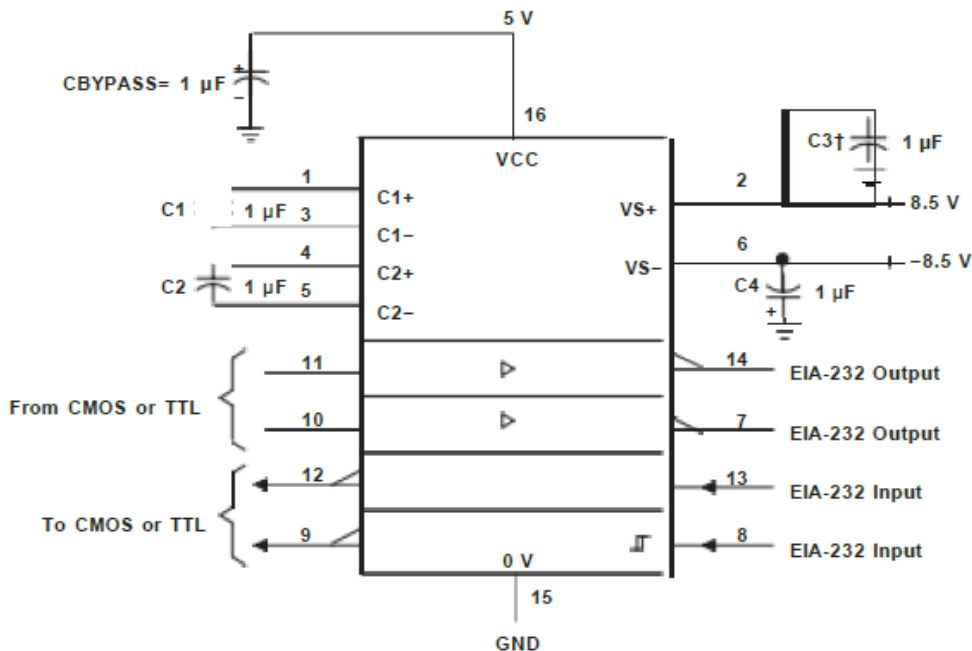 5 V
CBYPASS= 1 µF
+
−
16
VCC
C3†
1 µF
1
C1+
2
VS+
8.5 V
C1
1 µF
3
C1−
4
C2+
6
VS−
−8.5 V
C2
1 µF
5
C2−
C4
1 µF
+
11
14
EIA-232 Output
From CMOS or TTL
10
7
EIA-232 Output
12
13
EIA-232 Input
To CMOS or TTL
9
8
EIA-232 Input
0 V
15
GND